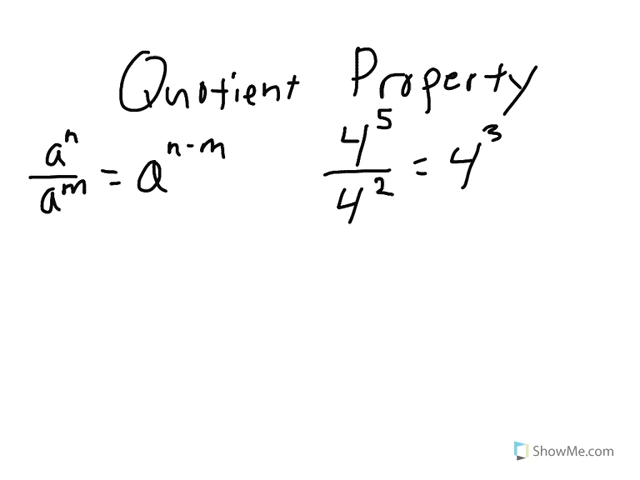 Quotient Property
a^n/a^m = a^(n-m) 4^5/4^2 = 4^3
ShowMe.com